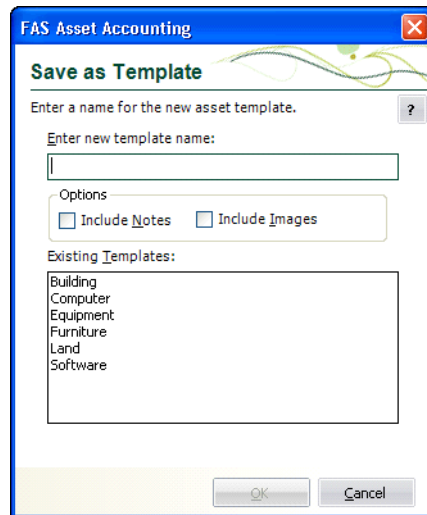 FAS Asset Accounting
Save as Template
Enter a name for the new asset template.
?
Enter new template name:
Options
Include Notes Include Images
Existing Templates:
Building
Computer
Equipment
Furniture
Land
Software
OK Cancel